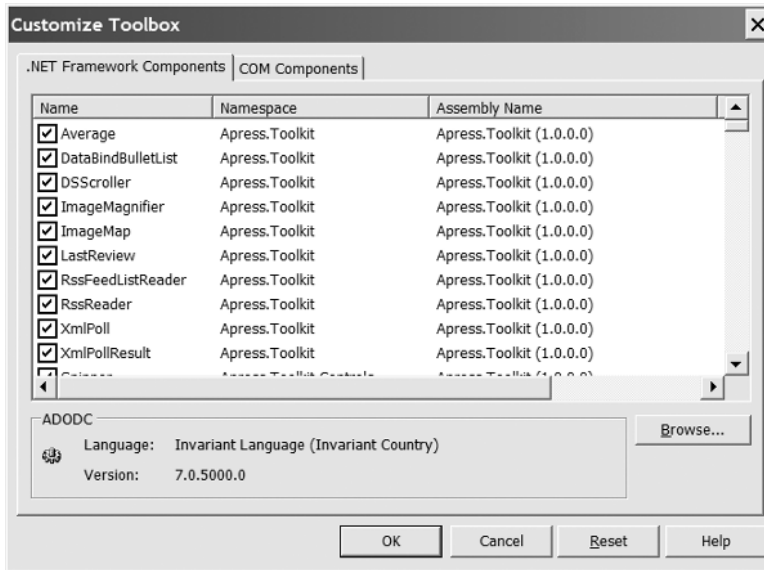 Customize Toolbox
.NET Framework Components COM Components
Name Namespace Assembly Name
Average Apress.Toolkit Apress.Toolkit (1.0.0.0)
DataBindBulletList Apress.Toolkit Apress.Toolkit (1.0.0.0)
DSScroller Apress.Toolkit Apress.Toolkit (1.0.0.0)
ImageMagnifier Apress.Toolkit Apress.Toolkit (1.0.0.0)
ImageMap Apress.Toolkit Apress.Toolkit (1.0.0.0)
LastReview Apress.Toolkit Apress.Toolkit (1.0.0.0)
RssFeedListReader Apress.Toolkit Apress.Toolkit (1.0.0.0)
RssReader Apress.Toolkit Apress.Toolkit (1.0.0.0)
XmlPoll Apress.Toolkit Apress.Toolkit (1.0.0.0)
XmlPollResult Apress.Toolkit Apress.Toolkit (1.0.0.0)
ADODC
Browse...
Language: Invariant Language (Invariant Country)
Version: 7.0.5000.0
OK Cancel Reset Help